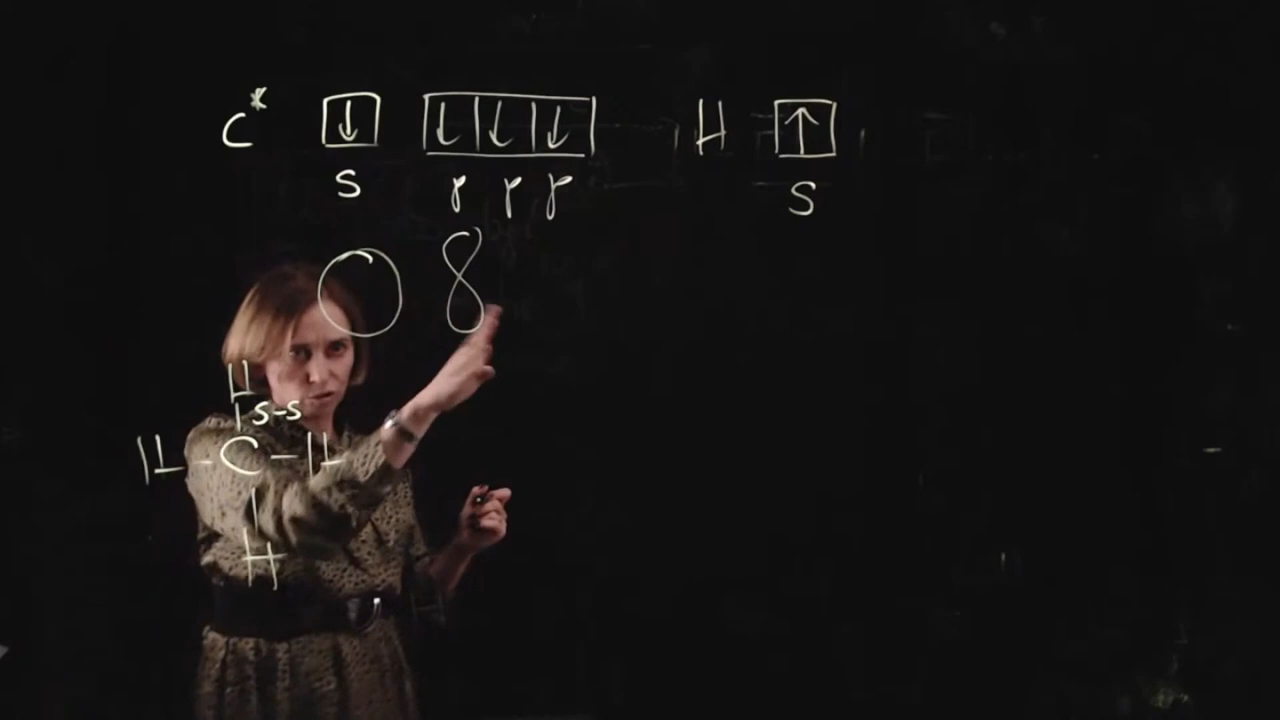 C* ↓ ↓ ↓ ↓ H ↑
s p p p s
H
s-s
H - C - H
H